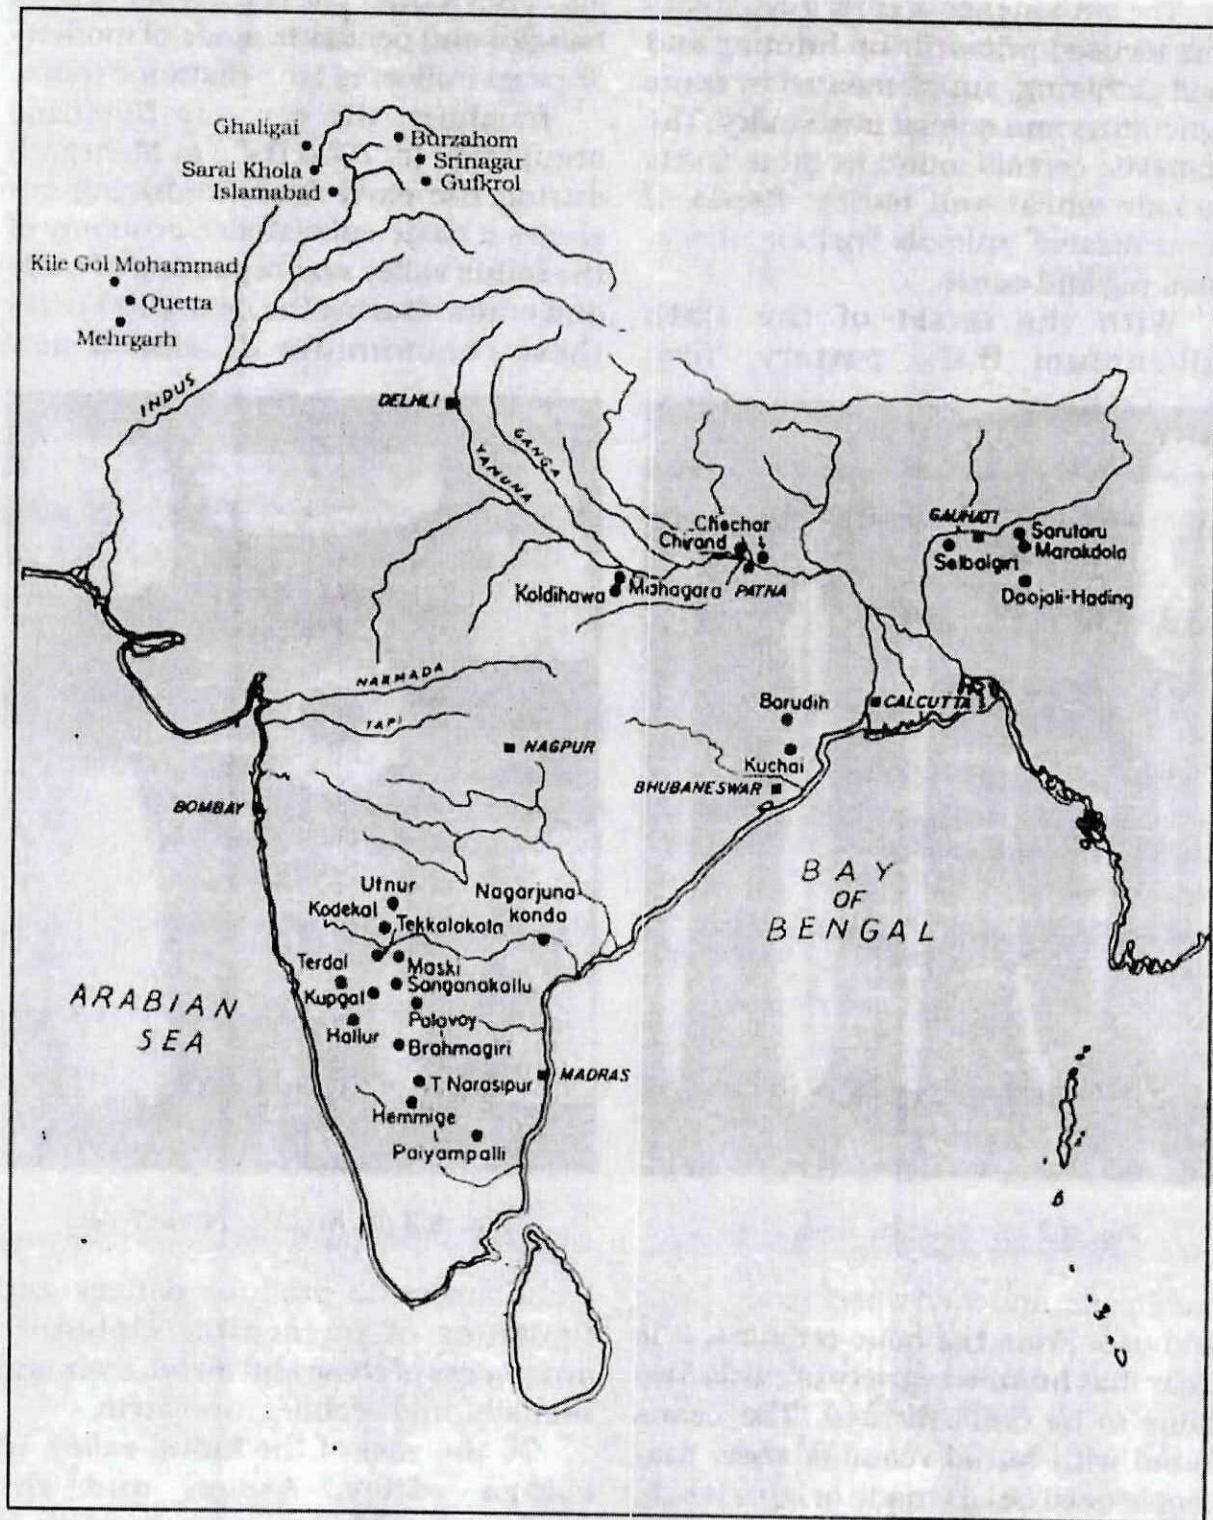 Ghaligai
Burzahom
Sarai Khola
Srinagar
Islamabad
Gufkrol
Kile Gol Mohammad
Quetta
Mehrgarh
INDUS
DELHLI
GANGA
YAMUNA
Chechar
Chirand
GAUHATI
Sarutaru
Marakdola
Selbalgiri
Daojali-Hading
Koldihawa
Mahagara
PATNA
NARMADA
TAPI
Barudih
CALCUTTA
NAGPUR
Kuchai
BHUBANESWAR
BOMBAY
BAY
OF
BENGAL
Utnur
Nagarjuna
konda
Kodekal
Tekkalakota
Terdal
Maski
Sanganakallu
Kupgal
Palavoy
Hallur
Brahmagiri
ARABIAN
SEA
T Narasipur
MADRAS
Hemmige
Paiyampalli